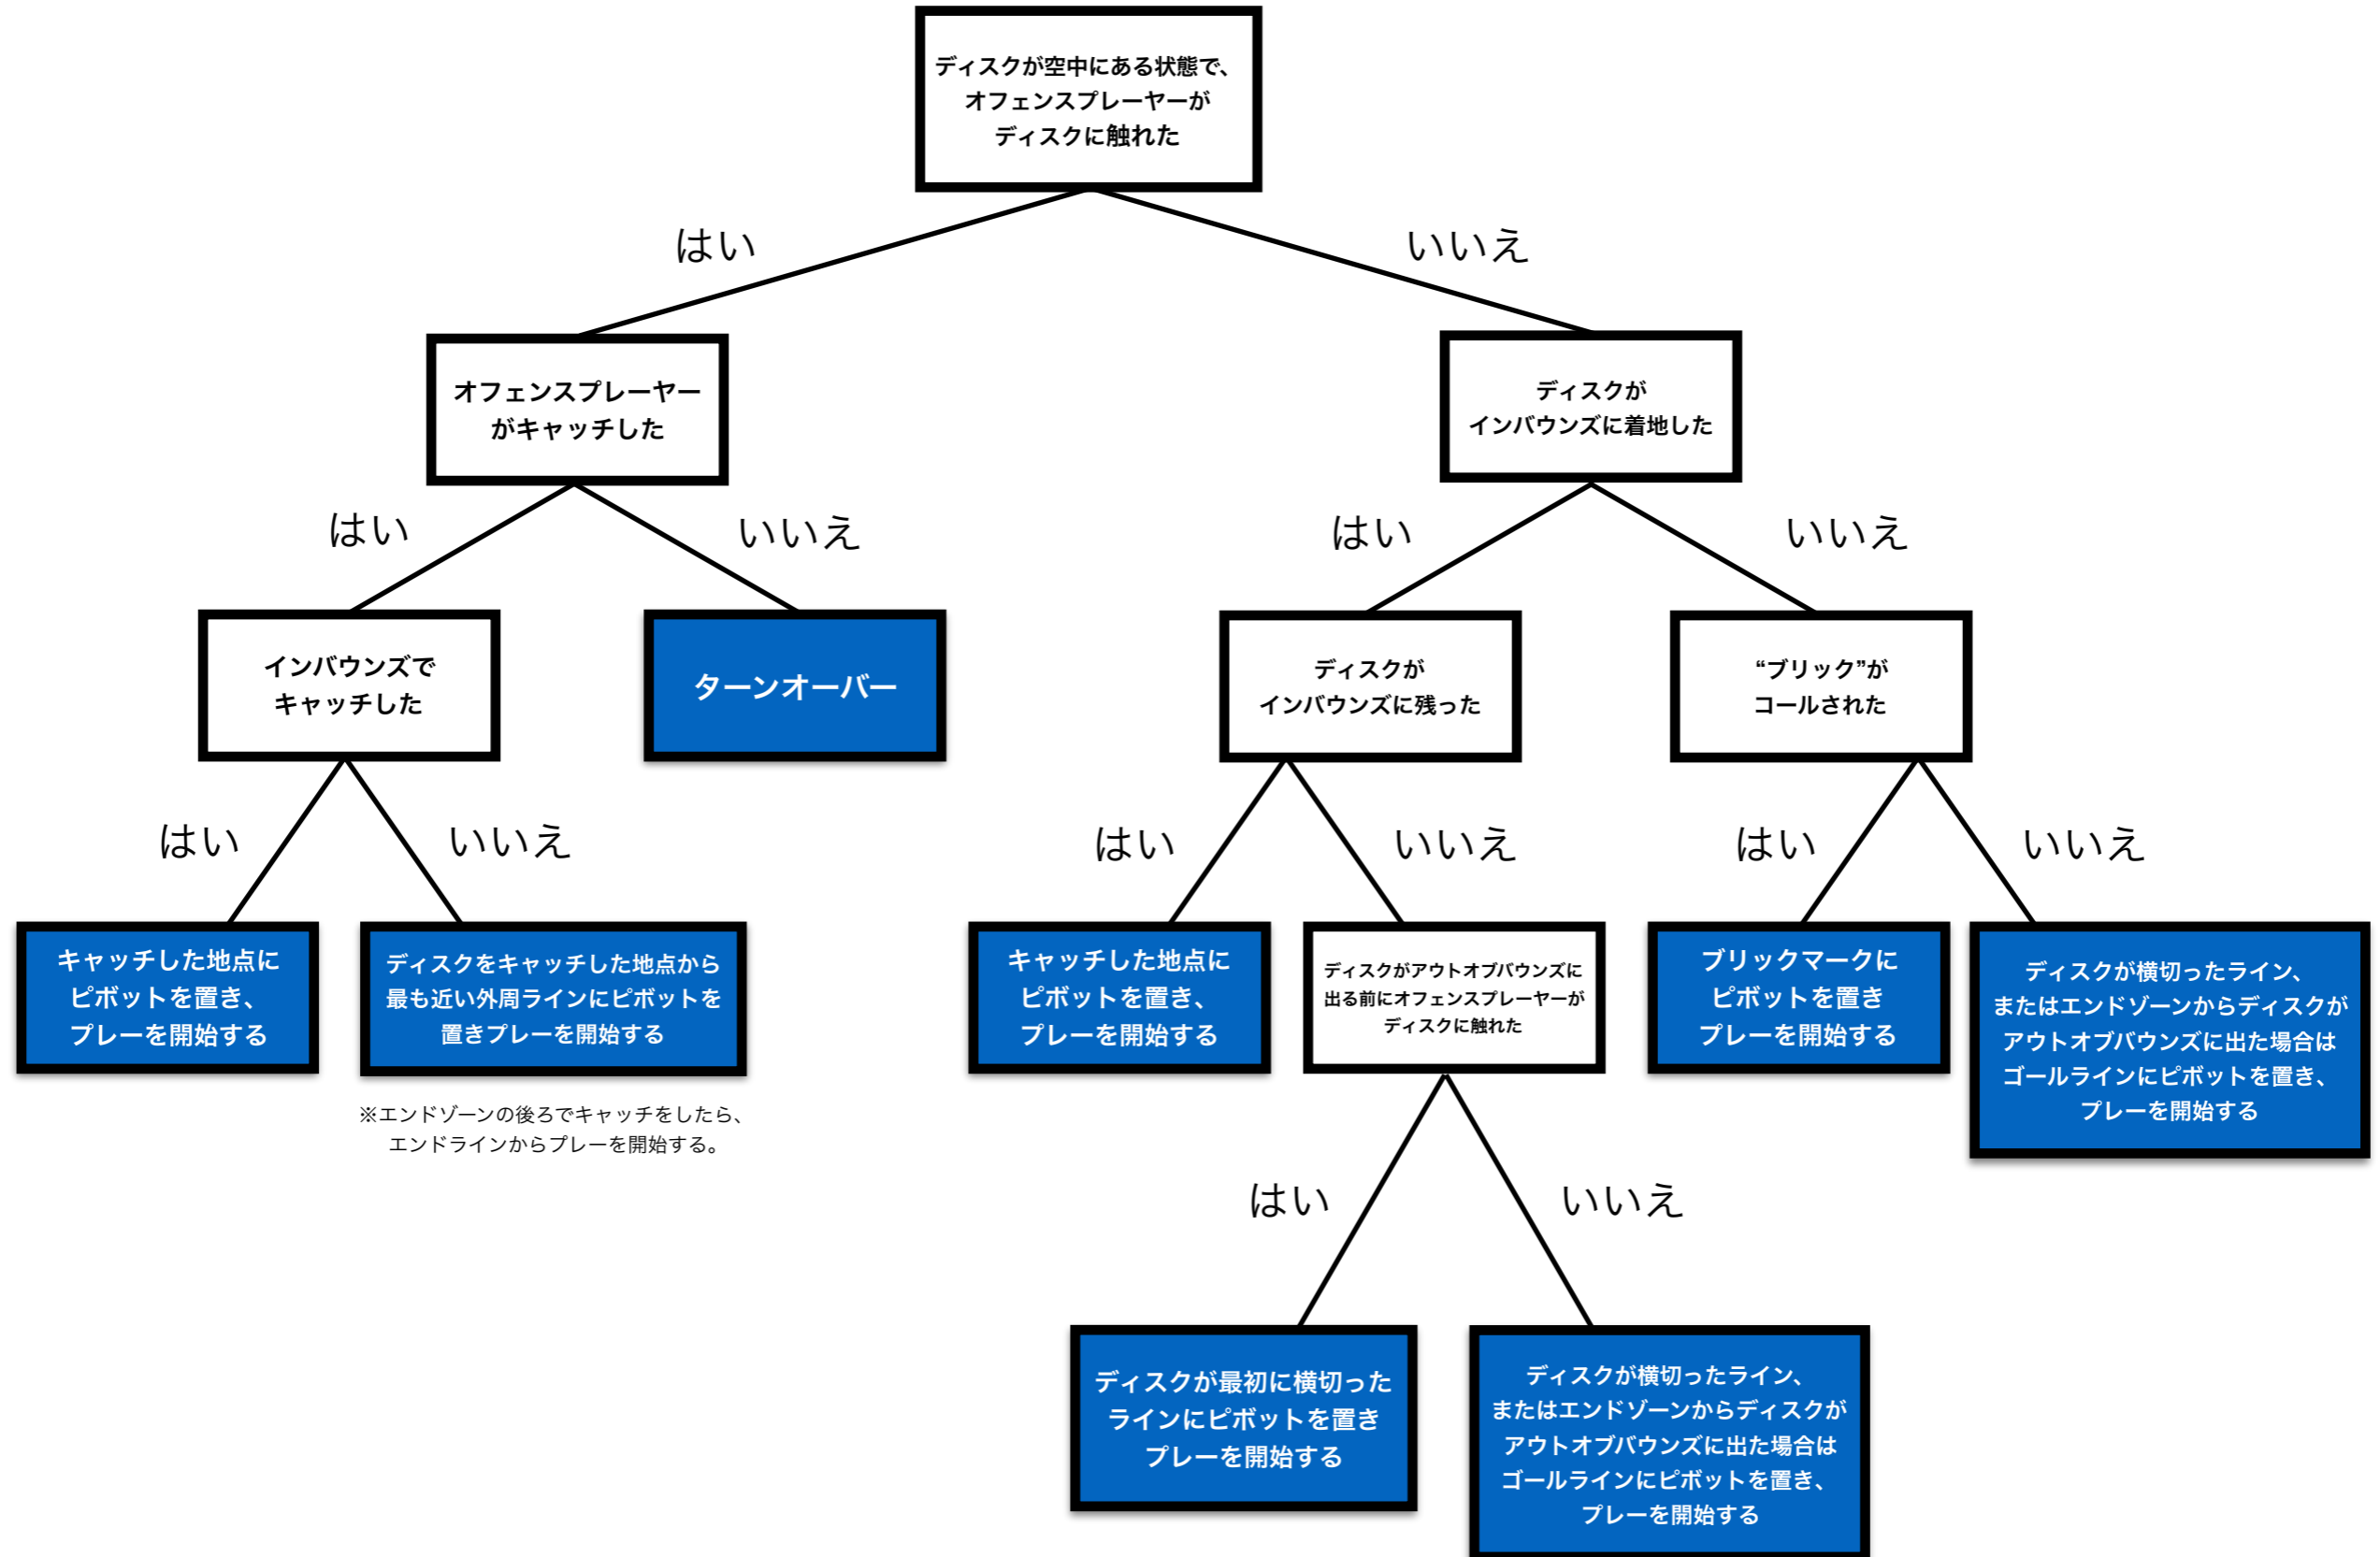 ディスクが空中にある状態で、
オフェンスプレーヤーが
ディスクに触れた
はい
いいえ
オフェンスプレーヤー
がキャッチした
ディスクが
インバウンズに着地した
はい
いいえ
はい
いいえ
インバウンズで
キャッチした
ターンオーバー
ディスクが
インバウンズに残った
“ブリック”が
コールされた
はい
いいえ
はい
いいえ
はい
いいえ
キャッチした地点に
ピボットを置き、
プレーを開始する
ディスクをキャッチした地点から
最も近い外周ラインにピボットを
置きプレーを開始する
※エンドゾーンの後ろでキャッチをしたら、
エンドラインからプレーを開始する。
キャッチした地点に
ピボットを置き、
プレーを開始する
ディスクがアウトオブバウンズに
出る前にオフェンスプレーヤーが
ディスクに触れた
ブリックマークに
ピボットを置き
プレーを開始する
ディスクが横切ったライン、
またはエンドゾーンからディスクが
アウトオブバウンズに出た場合は
ゴールラインにピボットを置き、
プレーを開始する
はい
いいえ
ディスクが最初に横切った
ラインにピボットを置き
プレーを開始する
ディスクが横切ったライン、
またはエンドゾーンからディスクが
アウトオブバウンズに出た場合は
ゴールラインにピボットを置き、
プレーを開始する